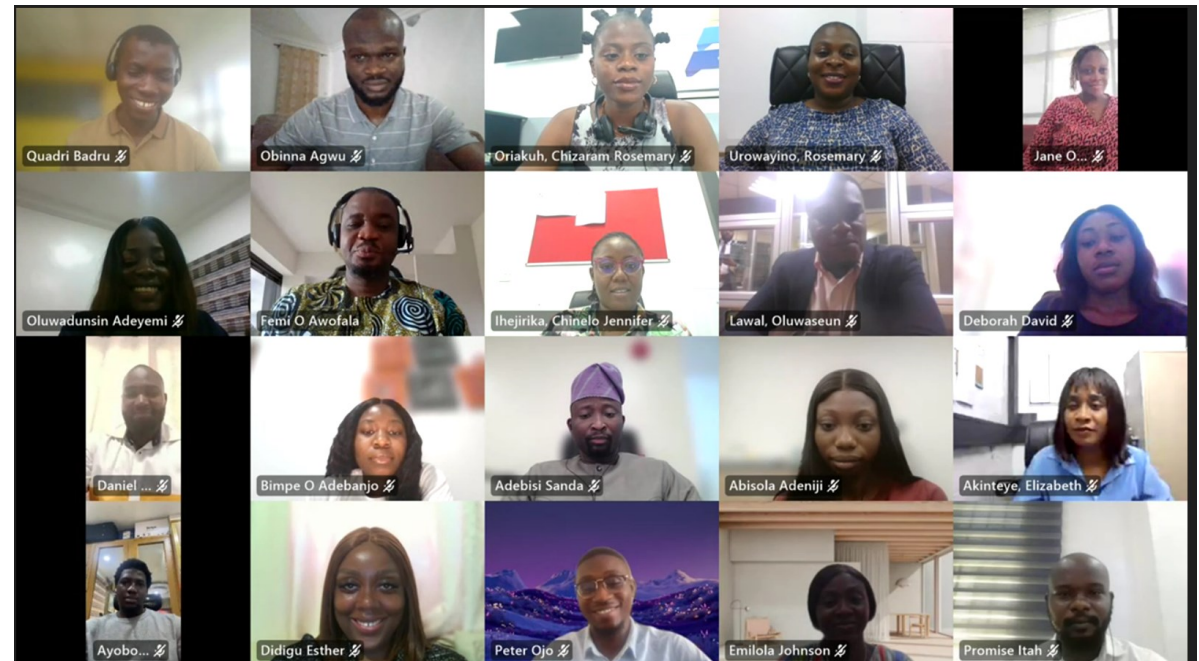 Quadri Badru
Obinna Agwu
Oriakuh, Chizaram Rosemary
Urowayino, Rosemary
Jane O...
Oluwadunsin Adeyemi
Femi O Awofala
Ihejirika, Chinelo Jennifer
Lawal, Oluwaseun
Deborah David
Daniel ...
Bimpe O Adebanjo
Adebisi Sanda
Abisola Adeniji
Akinteye, Elizabeth
Ayobo...
Didigu Esther
Peter Ojo
Emilola Johnson
Promise Itah